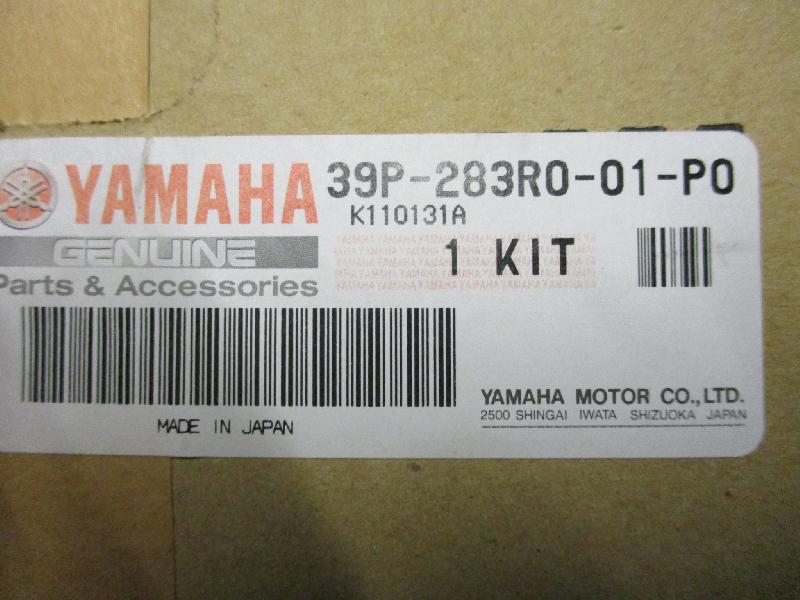 YAMAHA 39P-283R0-01-P0
K110131A
GENUINE
Parts & Accessories
1 KIT
MADE IN JAPAN
YAMAHA MOTOR CO.,LTD.
2500 SHINGAI IWATA SHIZUOKA JAPAN